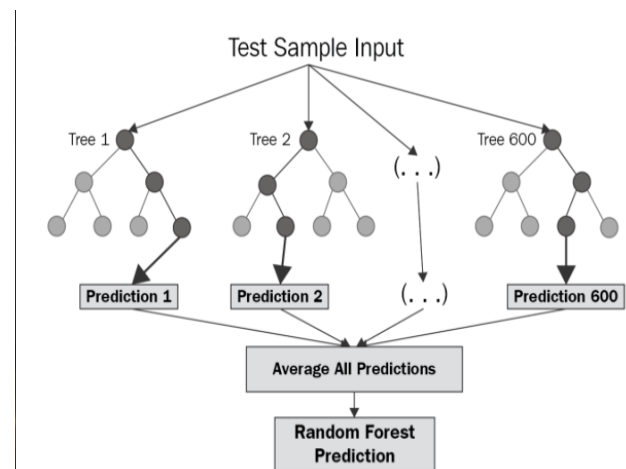 Test Sample Input
Tree 1
Tree 2
(. . .)
Tree 600
Prediction 1
Prediction 2
(. . .)
Prediction 600
Average All Predictions
Random Forest
Prediction